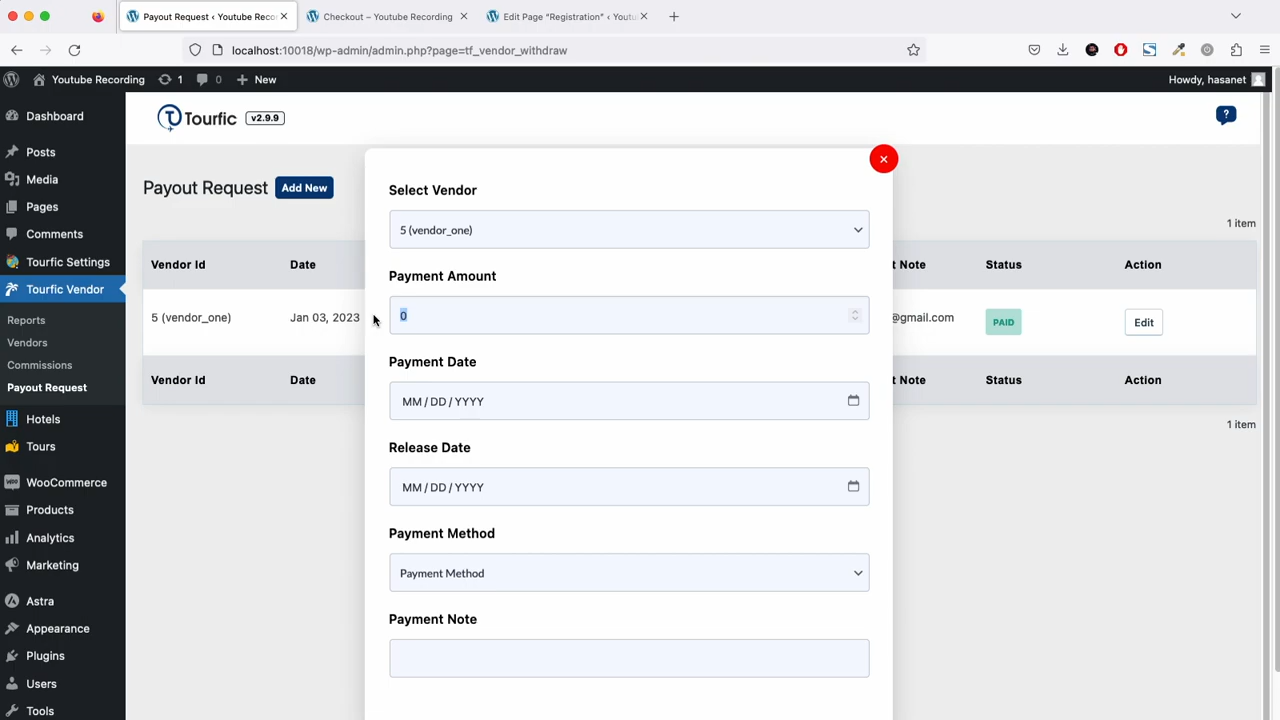 Payout Request ‹ Youtube Reco
Checkout – Youtube Recording
Edit Page "Registration" ‹ Youtu
localhost:10018/wp-admin/admin.php?page=tf_vendor_withdraw
Youtube Recording
1
0
New
Howdy, hasanet
Dashboard
Posts
Media
Pages
Comments
Tourfic Settings
Tourfic Vendor
Reports
Vendors
Commissions
Payout Request
Hotels
Tours
WooCommerce
Products
Analytics
Marketing
Astra
Appearance
Plugins
Users
Tools
Tourfic
v2.9.9
?
Payout Request
Add New
1 item
Vendor Id
Date
t Note
Status
Action
5 (vendor_one)
Jan 03, 2023
@gmail.com
PAID
Edit
Vendor Id
Date
t Note
Status
Action
1 item
Select Vendor
5 (vendor_one)
Payment Amount
0
Payment Date
MM / DD / YYYY
Release Date
MM / DD / YYYY
Payment Method
Payment Method
Payment Note